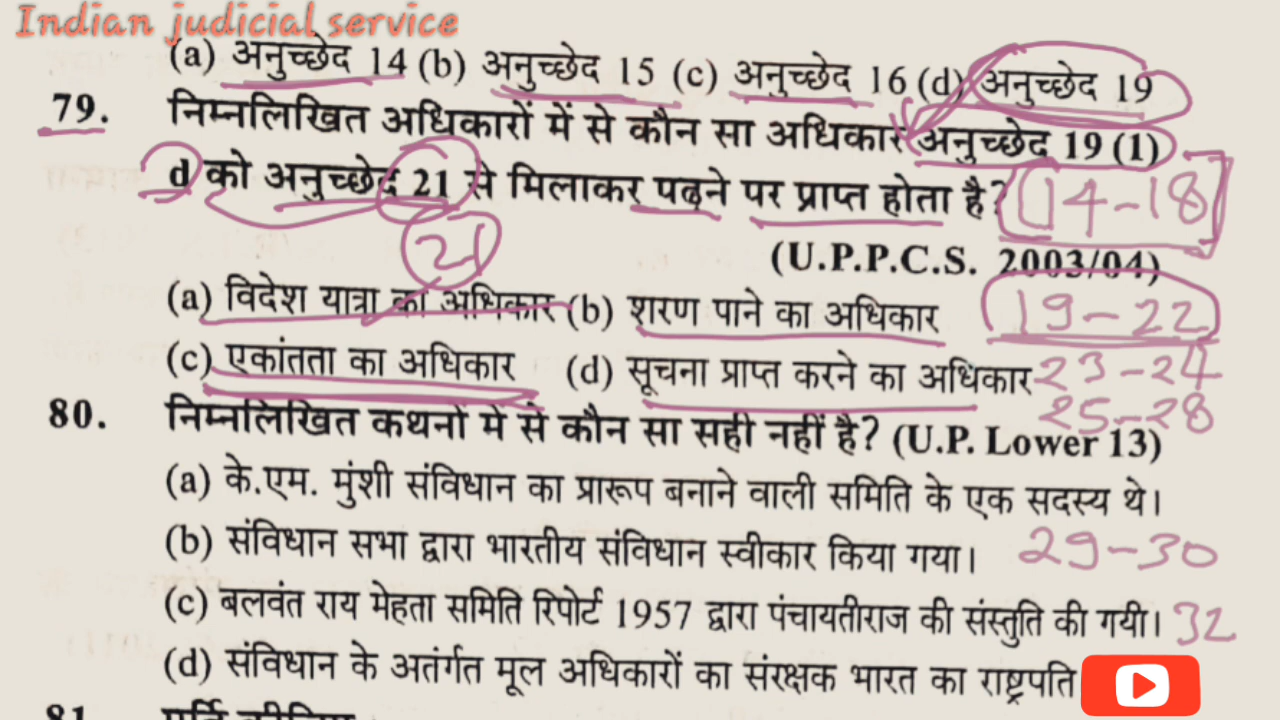 Indian judicial service
(a) अनुच्छेद 14 (b) अनुच्छेद 15 (c) अनुच्छेद 16 (d) अनुच्छेद 19
79. निम्नलिखित अधिकारों में से कौन सा अधिकार अनुच्छेद 19 (1)
d को अनुच्छेद 21 से मिलाकर पढ़ने पर प्राप्त होता है? 14-18
21
(U.P.P.C.S. 2003/04)
(a) विदेश यात्रा का अधिकार (b) शरण पाने का अधिकार 19-22
(c) एकांतता का अधिकार (d) सूचना प्राप्त करने का अधिकार 23-24
25-28
80. निम्नलिखित कथनों में से कौन सा सही नहीं है? (U.P. Lower 13)
(a) के.एम. मुंशी संविधान का प्रारूप बनाने वाली समिति के एक सदस्य थे।
(b) संविधान सभा द्वारा भारतीय संविधान स्वीकार किया गया। 29-30
(c) बलवंत राय मेहता समिति रिपोर्ट 1957 द्वारा पंचायतीराज की संस्तुति की गयी। 32
(d) संविधान के अतंर्गत मूल अधिकारों का संरक्षक भारत का राष्ट्रपति
81.